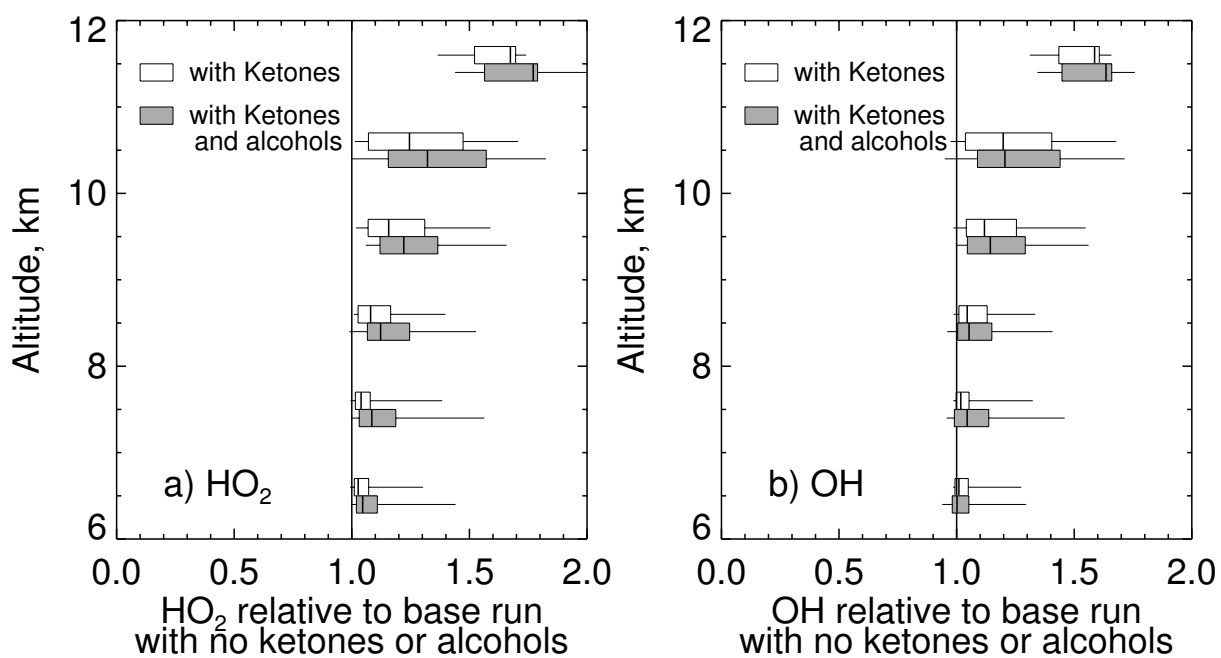 12
with Ketones
with Ketones
and alcohols
10
8
6
Altitude, km
a) HO₂
0.0 0.5 1.0 1.5 2.0
HO₂ relative to base run
with no ketones or alcohols
12
with Ketones
with Ketones
and alcohols
10
8
6
Altitude, km
b) OH
0.0 0.5 1.0 1.5 2.0
OH relative to base run
with no ketones or alcohols